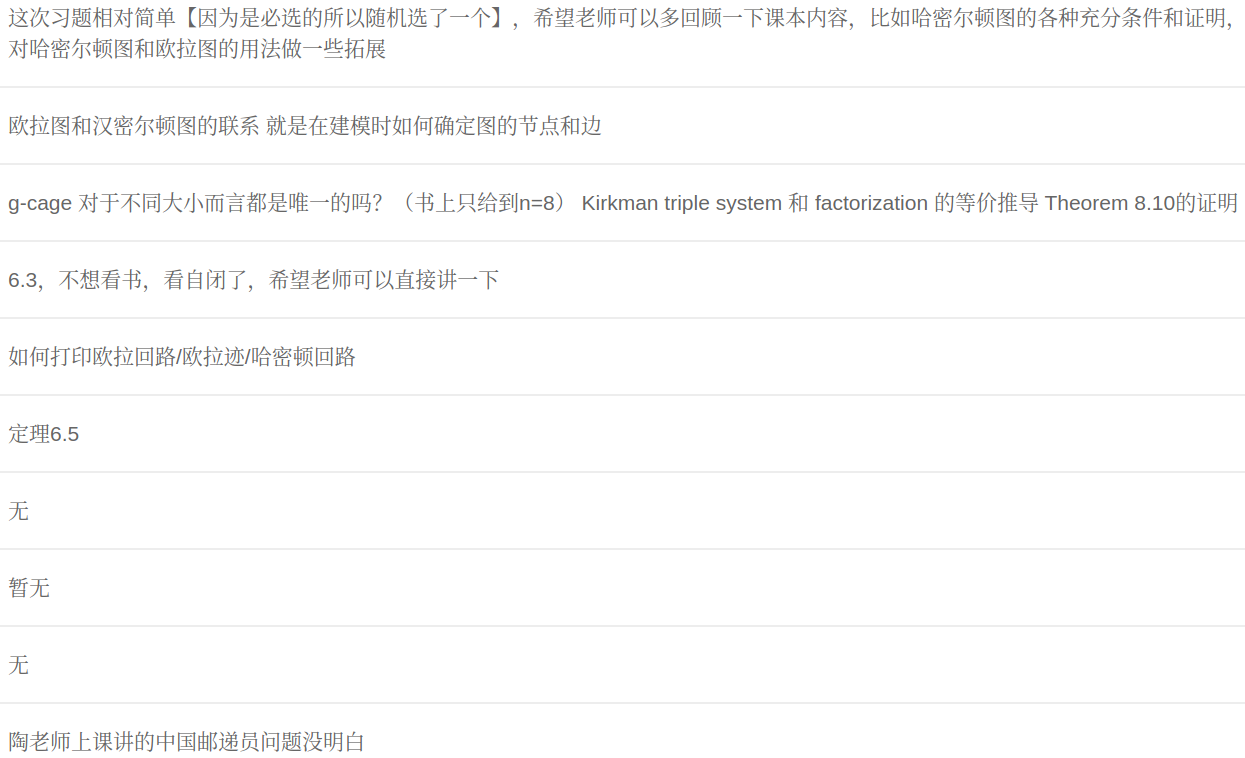 这次习题相对简单【因为是必选的所以随机选了一个】，希望老师可以多回顾一下课本内容，比如哈密尔顿图的各种充分条件和证明，
对哈密尔顿图和欧拉图的用法做一些拓展
欧拉图和汉密尔顿图的联系 就是在建模时如何确定图的节点和边
g-cage 对于不同大小而言都是唯一的吗？（书上只给到n=8） Kirkman triple system 和 factorization 的等价推导 Theorem 8.10的证明
6.3，不想看书，看自闭了，希望老师可以直接讲一下
如何打印欧拉回路/欧拉迹/哈密顿回路
定理6.5
无
暂无
无
陶老师上课讲的中国邮递员问题没明白